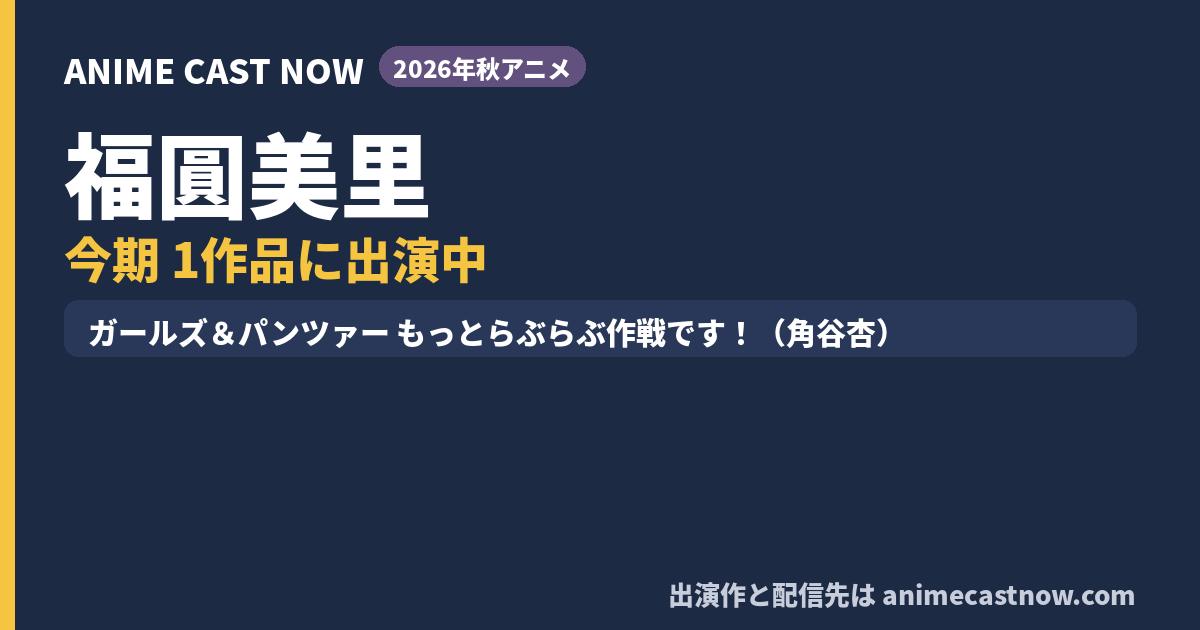 ANIME CAST NOW 2026年秋アニメ
福圓美里
今期 1作品に出演中
ガールズ＆パンツァー もっとらぶらぶ作戦です！（角谷杏）
出演作と配信先は animecastnow.com